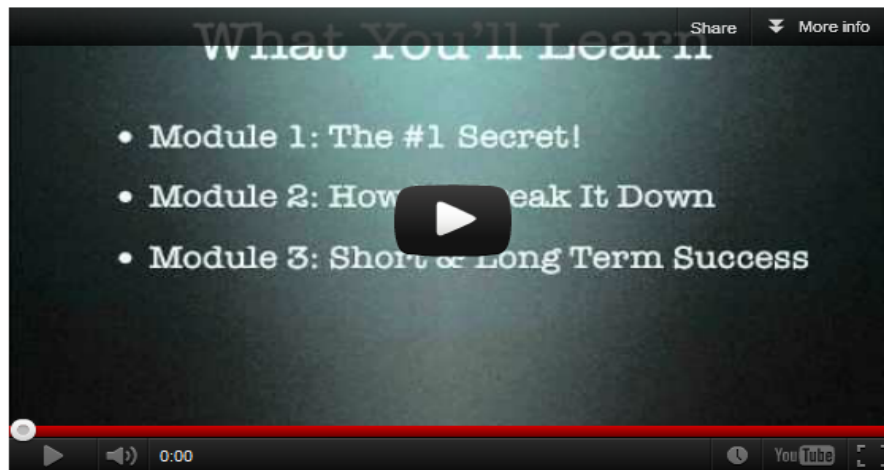 What You'll Learn
Share
More info
• Module 1: The #1 Secret!
• Module 2: How eak It Down
• Module 3: Short & Long Term Success
0:00
YouTube